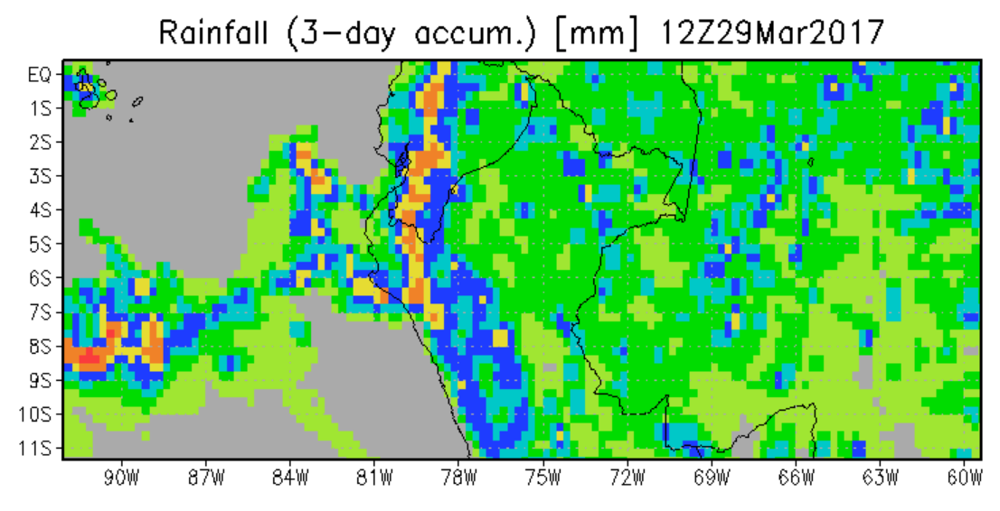 Rainfall (3-day accum.) [mm] 12Z29Mar2017
EQ
1S
2S
3S
4S
5S
6S
7S
8S
9S
10S
11S
90W 87W 84W 81W 78W 75W 72W 69W 66W 63W 60W